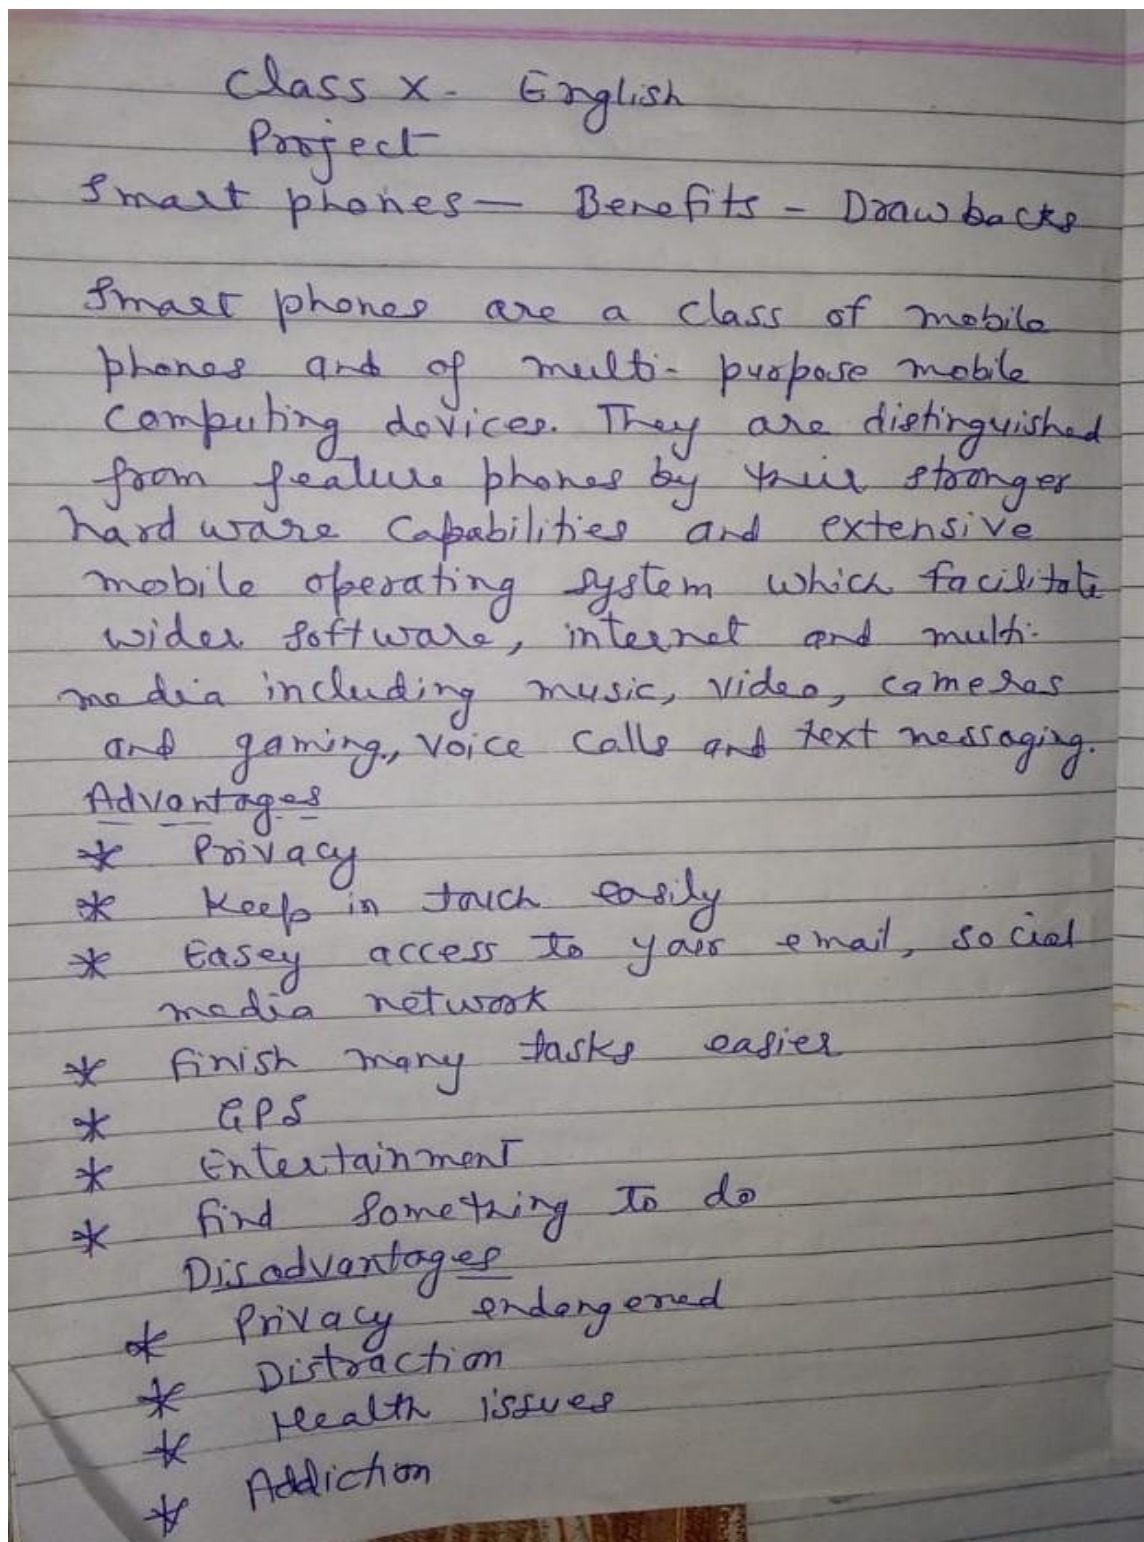 Class X - English
Project
Smart phones — Benefits - Drawbacks
Smart phones are a class of mobile
phones and of multi- purpose mobile
computing devices. They are distinguished
from feature phones by their stronger
hard ware capabilities and extensive
mobile operating system which facilitate
wider software, internet and multi-
media including music, video, cameras
and gaming, voice calls and text messaging.
Advantages
* Privacy
* Keep in touch easily
* Easey access to your email, social
media network
* Finish many tasks easier
* GPS
* Entertainment
* find something to do
Disadvantages
* Privacy endangered
* Distraction
* Health issues
* Addiction